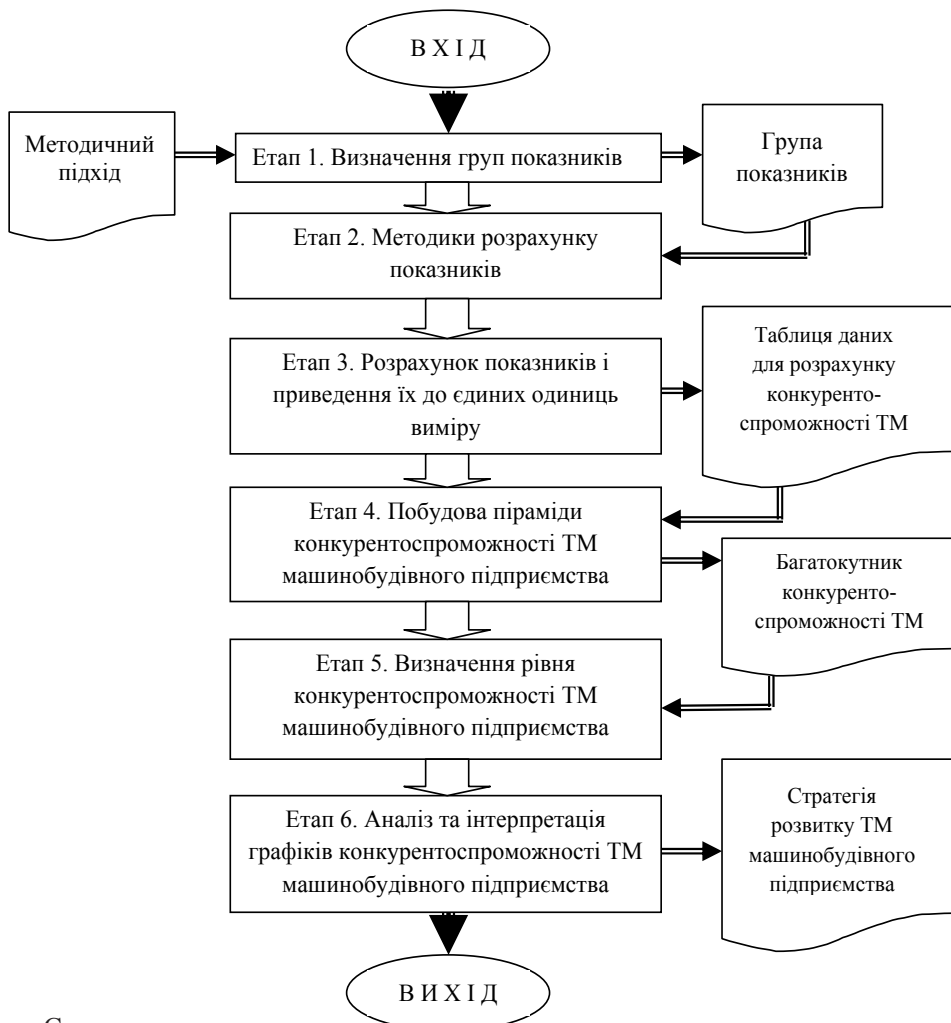 В Х І Д
Методичний
підхід
Етап 1. Визначення груп показників
Група
показників
Етап 2. Методики розрахунку
показників
Етап 3. Розрахунок показників і
приведення їх до єдиних одиниць
виміру
Таблиця даних
для розрахунку
конкуренто-
спроможності ТМ
Етап 4. Побудова піраміди
конкурентоспроможності ТМ
машинобудівного підприємства
Багатокутник
конкуренто-
спроможності ТМ
Етап 5. Визначення рівня
конкурентоспроможності ТМ
машинобудівного підприємства
Етап 6. Аналіз та інтерпретація
графіків конкурентоспроможності ТМ
машинобудівного підприємства
Стратегія
розвитку ТМ
машинобудівного
підприємства
В И Х І Д